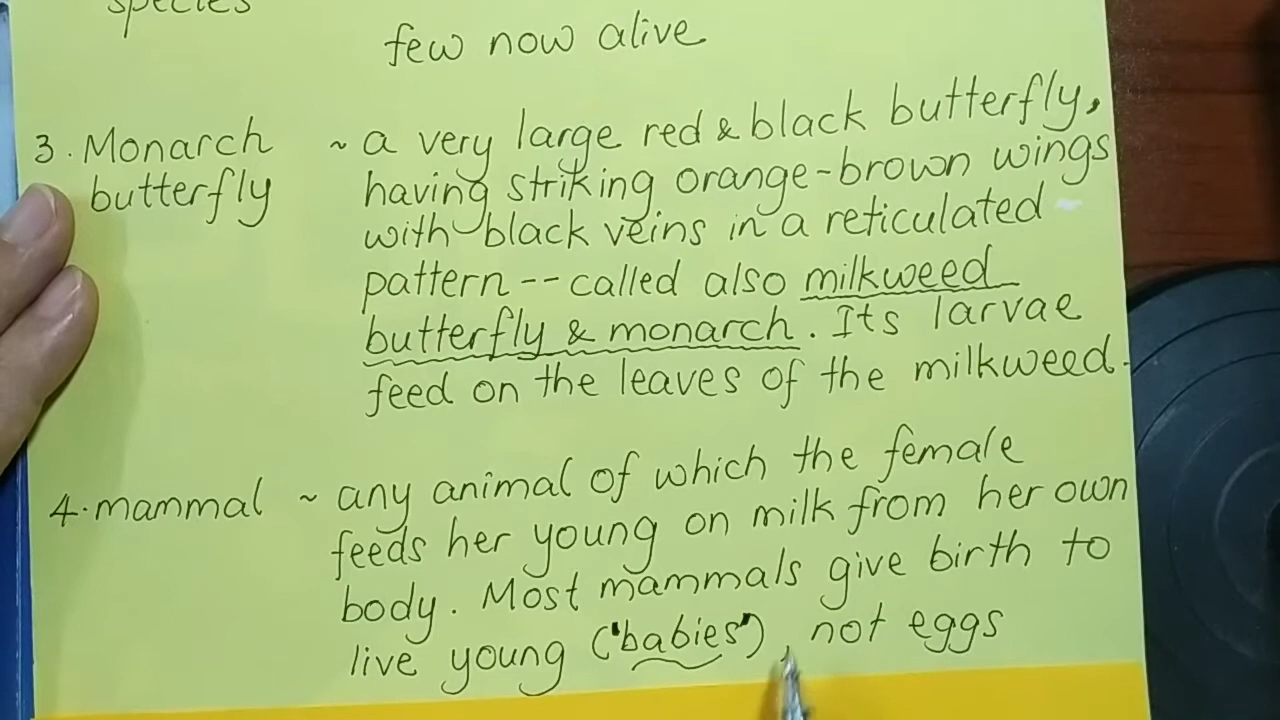 species
few now alive
3. Monarch ~ a very large red & black butterfly,
butterfly having striking orange-brown wings
with black veins in a reticulated
pattern -- called also milkweed
butterfly & monarch. Its larvae
feed on the leaves of the milkweed.
4. mammal ~ any animal of which the female
feeds her young on milk from her own
body. Most mammals give birth to
live young ("babies"), not eggs